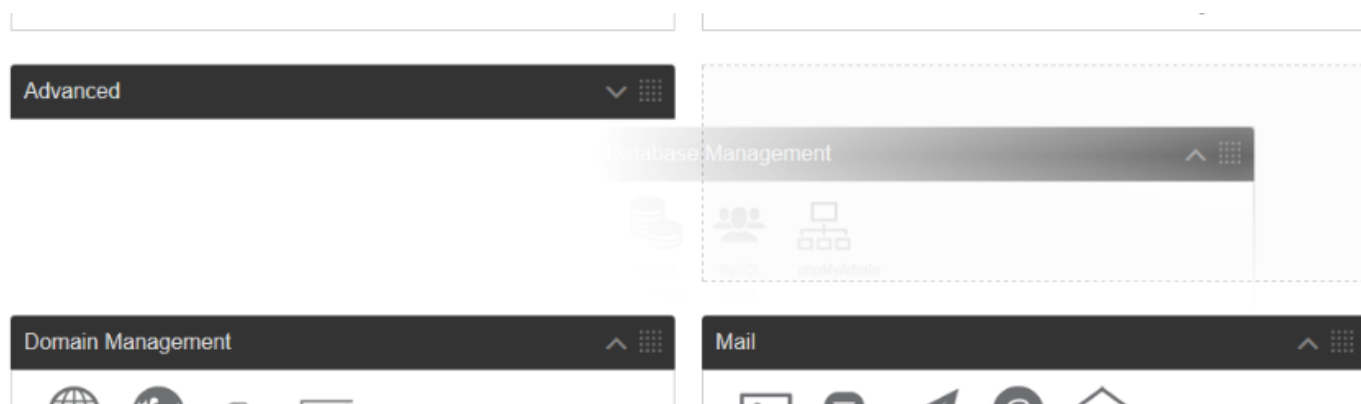 Advanced
Database Management
MySQL phpMyAdmin
Domain Management
Mail